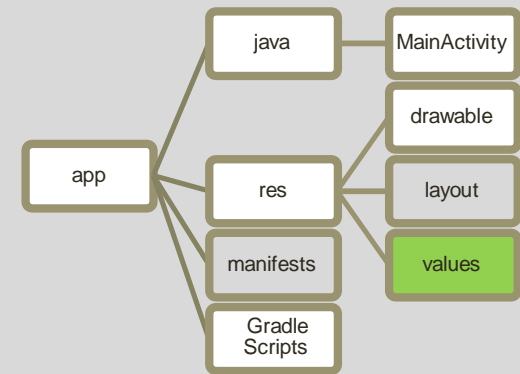 java
MainActivity
drawable
app
res
layout
manifests
values
Gradle
Scripts